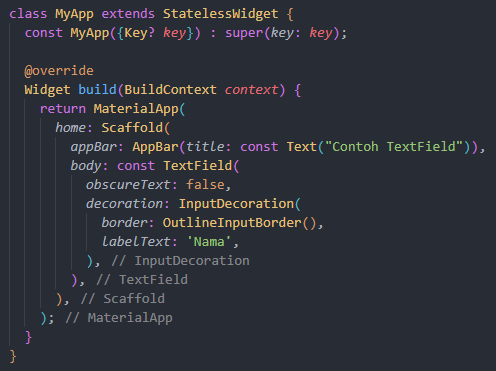 class MyApp extends StatelessWidget {
  const MyApp({Key? key}) : super(key: key);

  @override
  Widget build(BuildContext context) {
    return MaterialApp(
      home: Scaffold(
        appBar: AppBar(title: const Text("Contoh TextField")),
        body: const TextField(
          obscureText: false,
          decoration: InputDecoration(
            border: OutlineInputBorder(),
            labelText: 'Nama',
          ), // InputDecoration
        ), // TextField
      ), // Scaffold
    ); // MaterialApp
  }
}